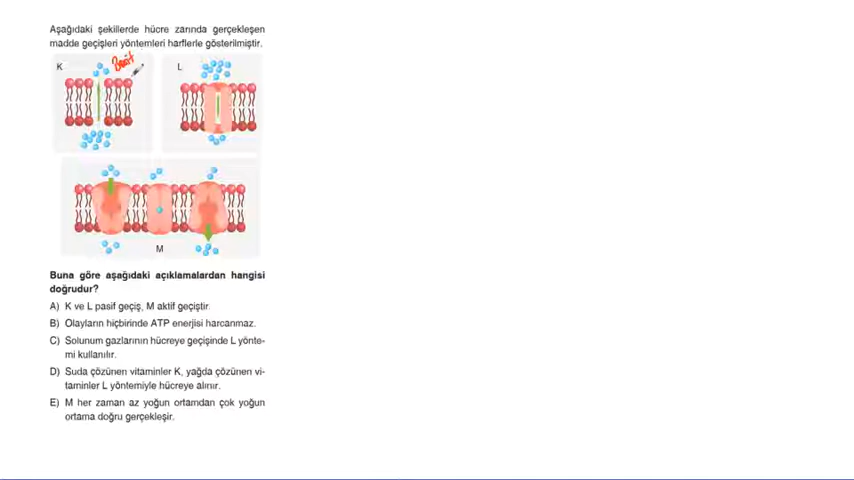 Aşağıdaki şekillerde hücre zarında gerçekleşen
madde geçişleri yöntemleri harflerle gösterilmiştir.
K
Basit
L
M
Buna göre aşağıdaki açıklamalardan hangisi
doğrudur?
A) K ve L pasif geçiş, M aktif geçiştir.
B) Olayların hiçbirinde ATP enerjisi harcanmaz.
C) Solunum gazlarının hücreye geçişinde L yönte-
mi kullanılır.
D) Suda çözünen vitaminler K, yağda çözünen vi-
taminler L yöntemiyle hücreye alınır.
E) M her zaman az yoğun ortamdan çok yoğun
ortama doğru gerçekleşir.